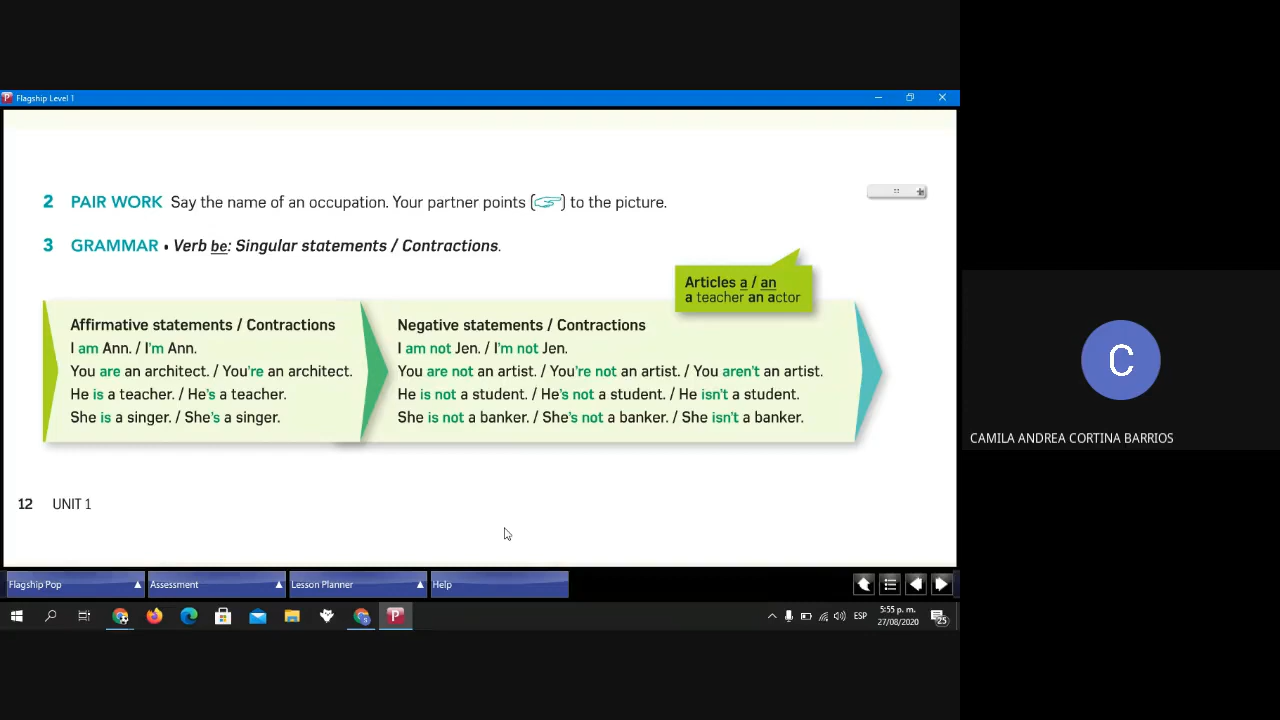 Flagship Level 1
2 PAIR WORK Say the name of an occupation. Your partner points ( ) to the picture.
3 GRAMMAR • Verb be: Singular statements / Contractions.
Articles a / an
a teacher an actor
Affirmative statements / Contractions
I am Ann. / I'm Ann.
You are an architect. / You're an architect.
He is a teacher. / He's a teacher.
She is a singer. / She's a singer.
Negative statements / Contractions
I am not Jen. / I'm not Jen.
You are not an artist. / You're not an artist. / You aren't an artist.
He is not a student. / He's not a student. / He isn't a student.
She is not a banker. / She's not a banker. / She isn't a banker.
12 UNIT 1
C
CAMILA ANDREA CORTINA BARRIOS
Flagship Pop
Assessment
Lesson Planner
Help
ESP
5:55 p. m.
27/08/2020
25